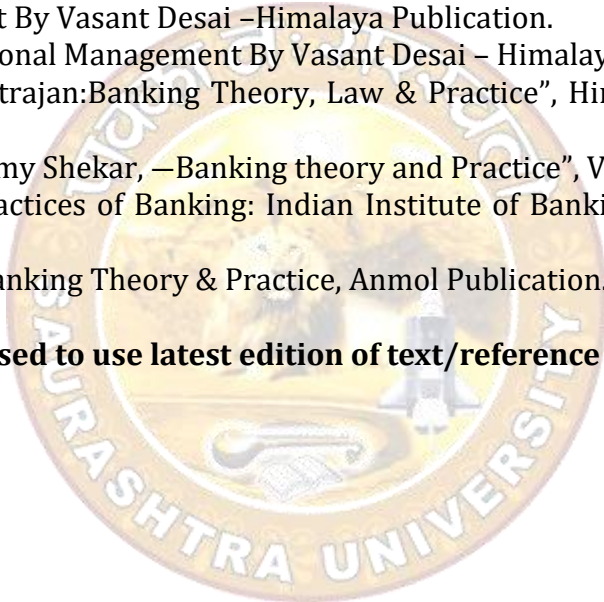 t By Vasant Desai –Himalaya Publication.
onal Management By Vasant Desai – Himalay
trajan:Banking Theory, Law & Practice”, Hi
my Shekar, —Banking theory and Practice”, V
actices of Banking: Indian Institute of Banki
anking Theory & Practice, Anmol Publication.
sed to use latest edition of text/reference
SAURASHTRA UNIVERSITY